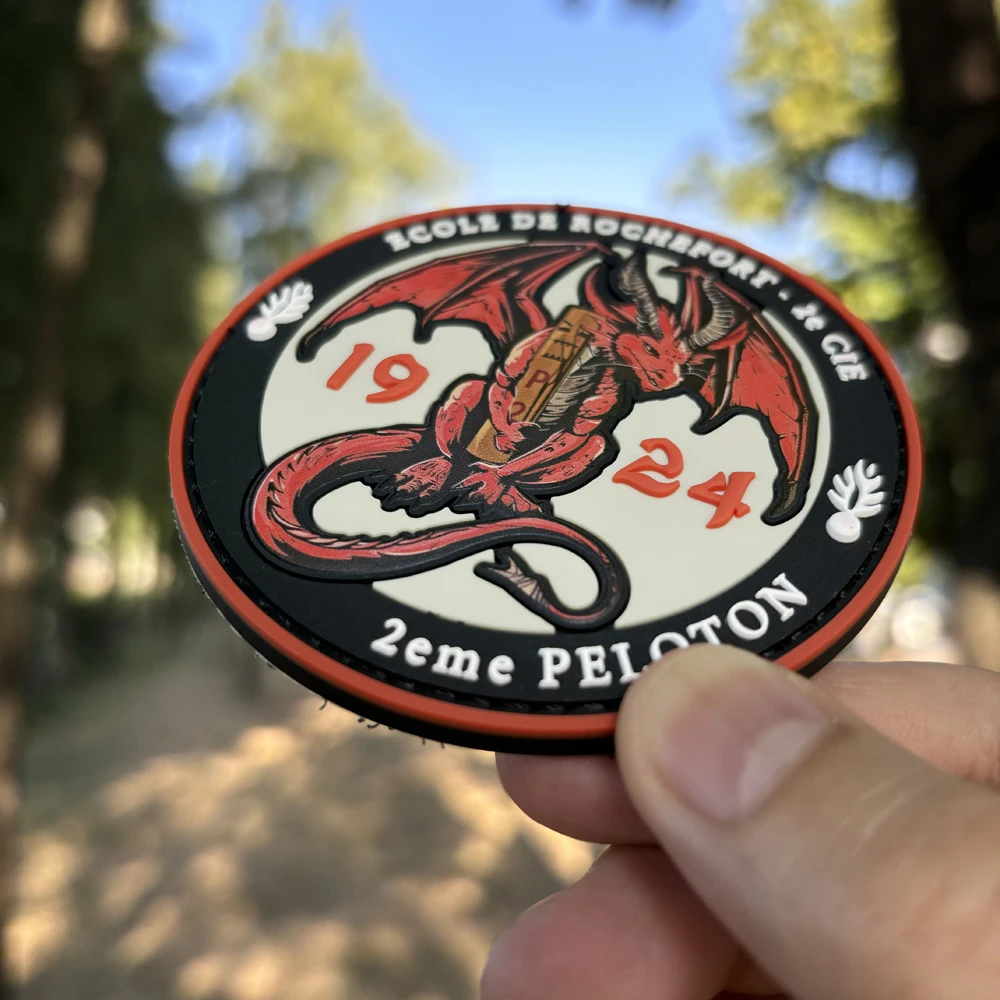 ECOLE DE ROCHEFORT - 2e CIE
19
24
2eme PELOTON